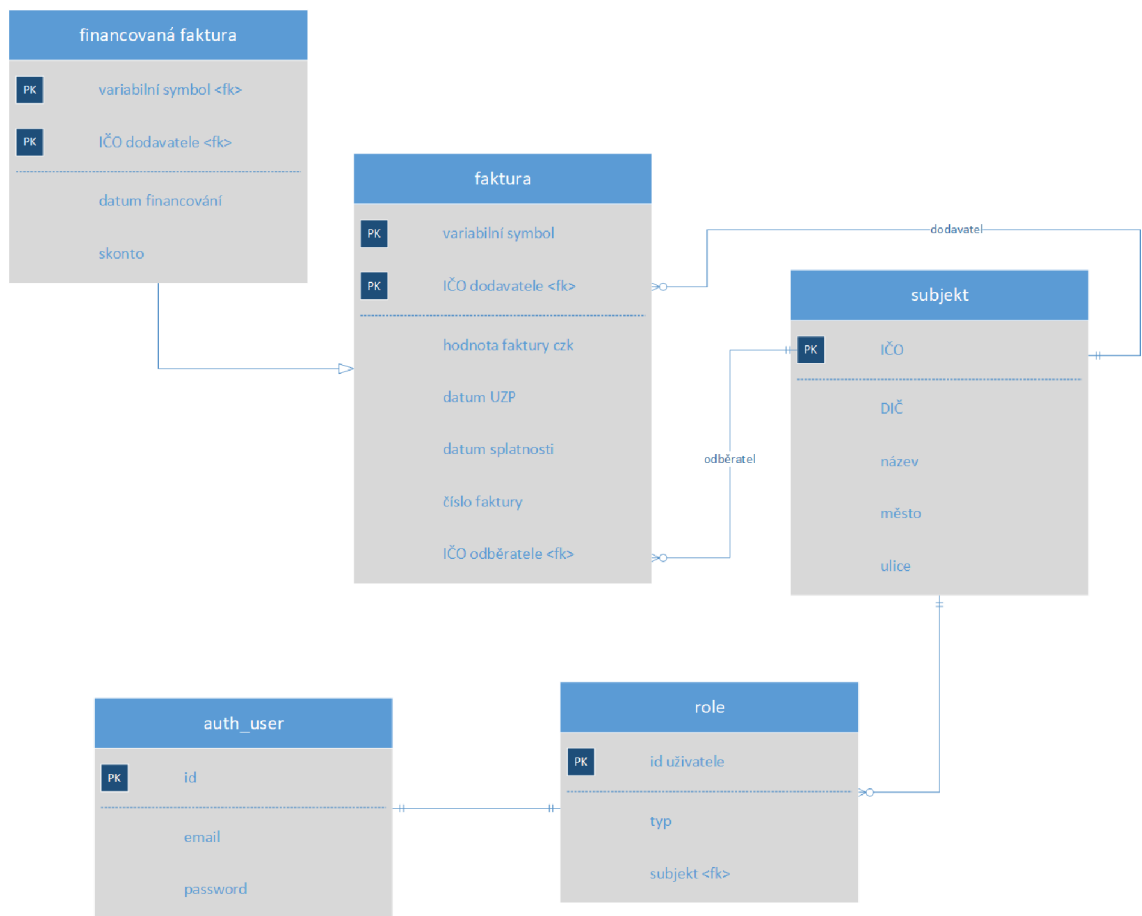 financovaná faktura
PK variabilní symbol <fk>
PK IČO dodavatele <fk>
datum financování
skonto
faktura
PK variabilní symbol
PK IČO dodavatele <fk>
hodnota faktury czk
datum UZP
datum splatnosti
číslo faktury
IČO odběratele <fk>
dodavatel
odběratel
subjekt
PK IČO
DIČ
název
město
ulice
auth_user
PK id
email
password
role
PK id uživatele
typ
subjekt <fk>